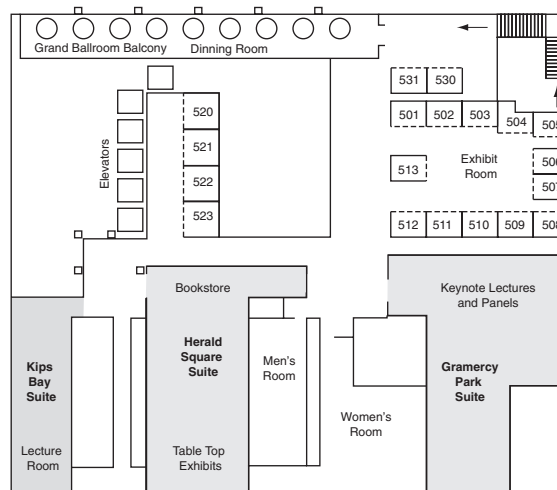 Grand Ballroom Balcony
Dinning Room
531
530
501
502
503
504
505
520
521
522
523
Elevators
513
Exhibit
Room
506
507
512
511
510
509
508
Bookstore
Keynote Lectures
and Panels
Kips
Bay
Suite
Herald
Square
Suite
Men's
Room
Gramercy
Park
Suite
Women's
Room
Lecture
Room
Table Top
Exhibits